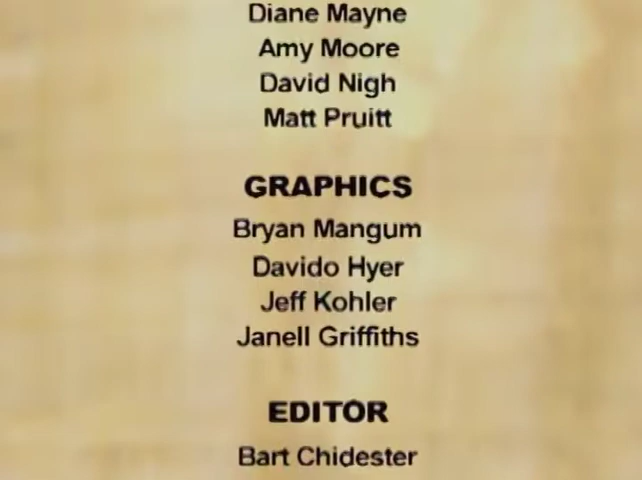 Diane Mayne
Amy Moore
David Nigh
Matt Pruitt
GRAPHICS
Bryan Mangum
Davido Hyer
Jeff Kohler
Janell Griffiths
EDITOR
Bart Chidester